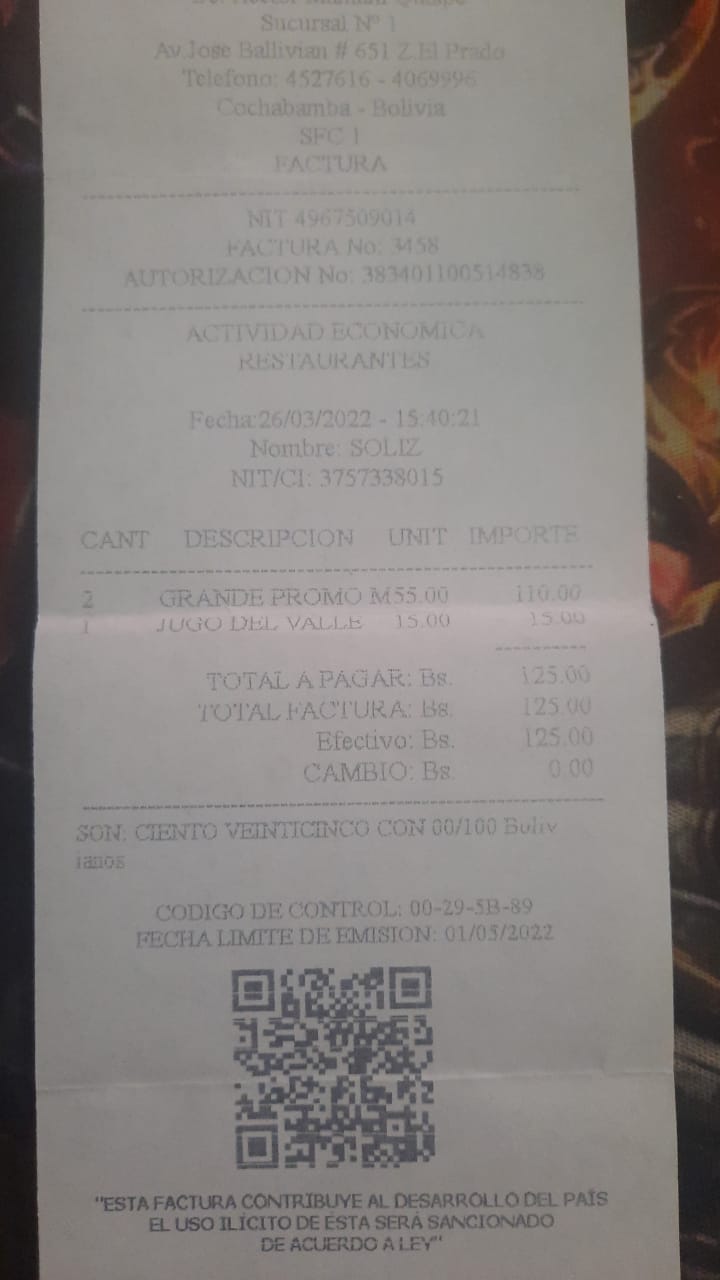 Sucursal Nº 1
Av.Jose Ballivian # 651 Z.El Prado
Telefono: 4527616 - 4069996
Cochabamba - Bolivia
SFC 1
FACTURA
NIT 4967509014
FACTURA No: 3458
AUTORIZACION No: 383401100514838
ACTIVIDAD ECONOMICA
RESTAURANTES
Fecha:26/03/2022 - 15:40:21
Nombre: SOLIZ
NIT/CI: 3757338015
CANT DESCRIPCION UNIT IMPORTE
2 GRANDE PROMO M55.00 110.00
1 JUGO DEL VALLE 15.00 15.00
TOTAL A PAGAR: Bs. 125.00
TOTAL FACTURA: Bs. 125.00
Efectivo: Bs. 125.00
CAMBIO: Bs. 0.00
SON: CIENTO VEINTICINCO CON 00/100 Boliv
ianos
CODIGO DE CONTROL: 00-29-5B-89
FECHA LIMITE DE EMISION: 01/05/2022
"ESTA FACTURA CONTRIBUYE AL DESARROLLO DEL PAÍS
EL USO ILÍCITO DE ÉSTA SERÁ SANCIONADO
DE ACUERDO A LEY"